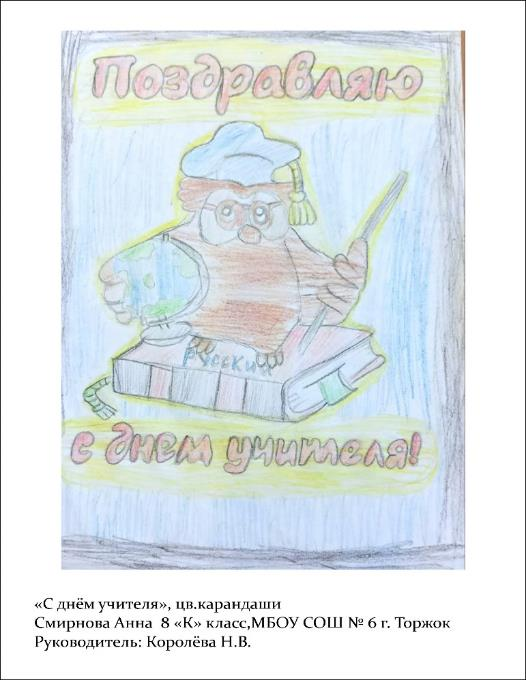 Поздравляю
Русский
с днем учителя!
«С днём учителя», цв.карандаши
Смирнова Анна  8 «К» класс,МБОУ СОШ № 6 г. Торжок
Руководитель: Королёва Н.В.